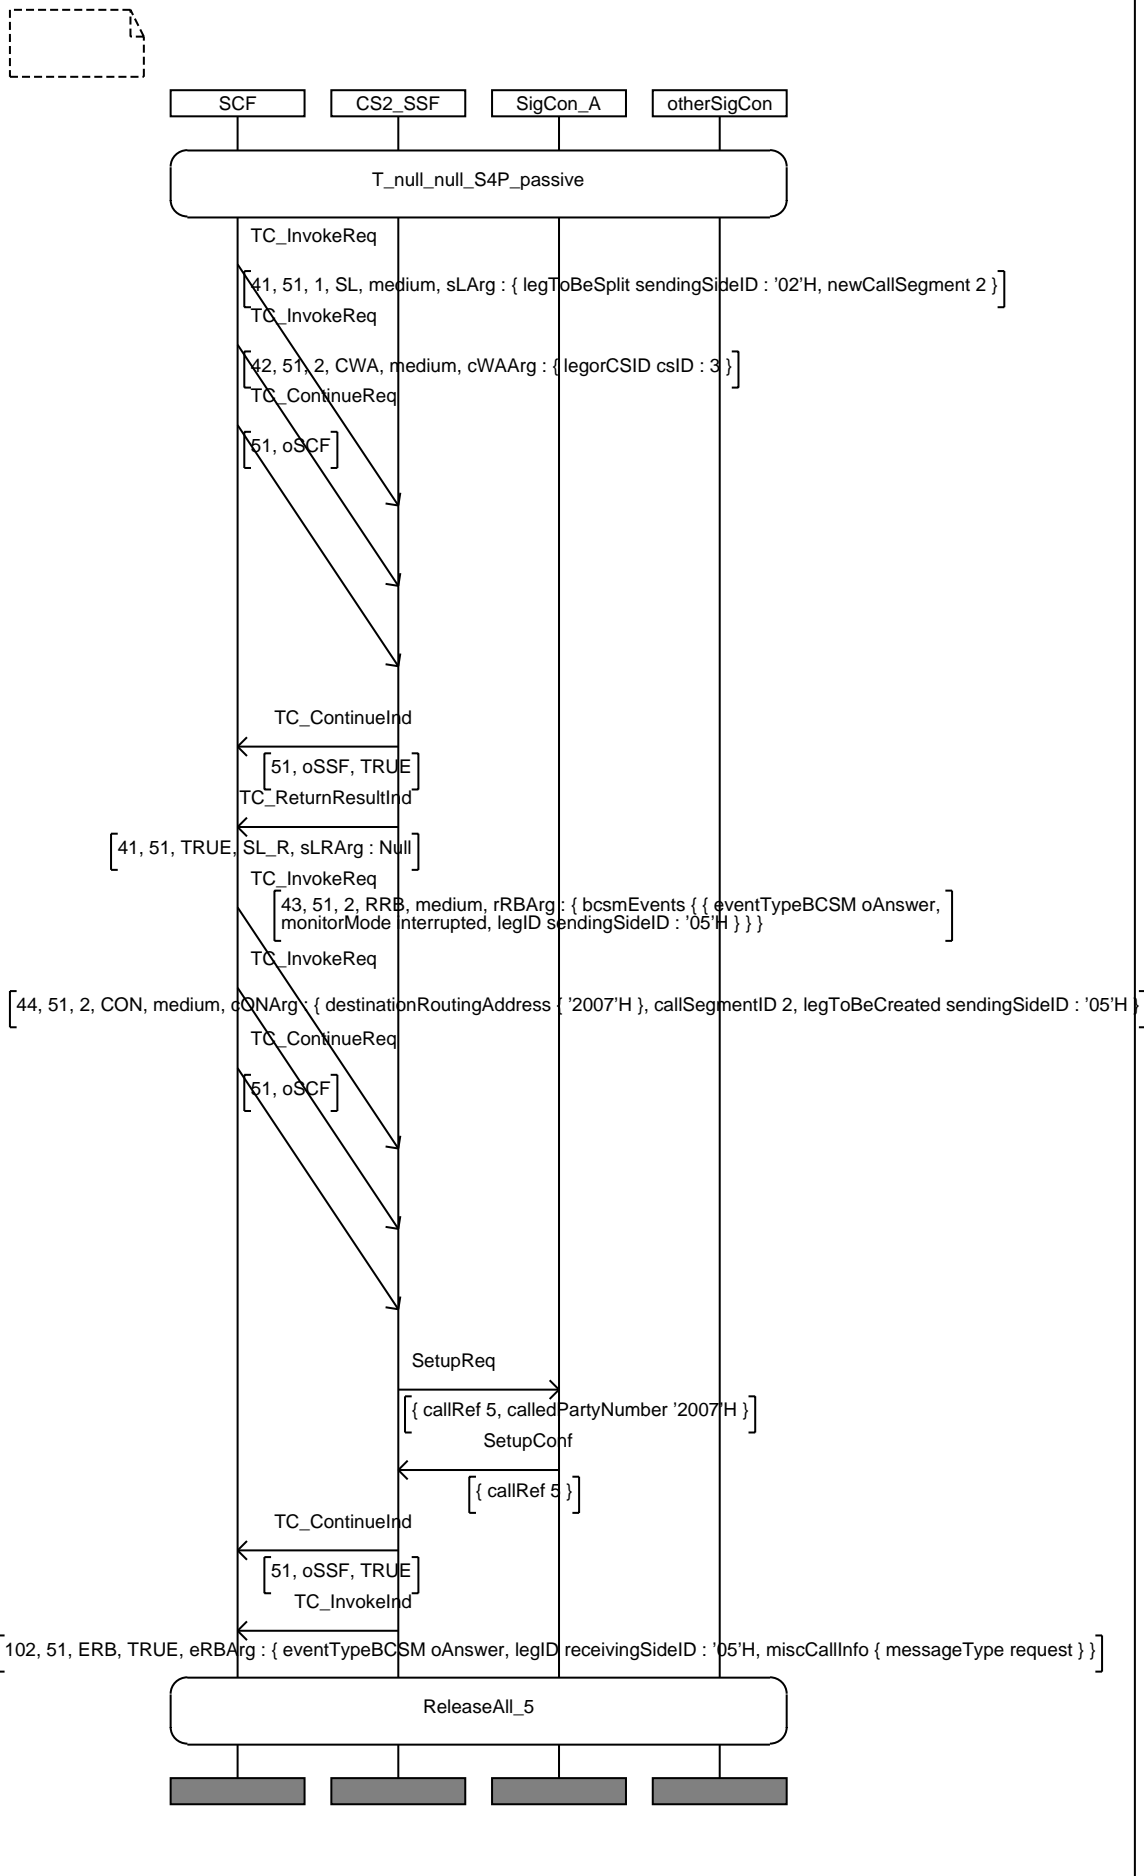 SCF CS2_SSF SigCon_A otherSigCon
T_null_null_S4P_passive
TC_InvokeReq
41, 51, 1, SL, medium, sLArg : { legToBeSplit sendingSideID : '02'H, newCallSegment 2 }
TC_InvokeReq
42, 51, 2, CWA, medium, cWAArg : { legorCSID csID : 3 }
TC_ContinueReq
51, oSCF
TC_ContinueInd
51, oSSF, TRUE
TC_ReturnResultInd
41, 51, TRUE, SL_R, sLRArg : Null
TC_InvokeReq
43, 51, 2, RRB, medium, rRBArg : { bcsmEvents { { eventTypeBCSM oAnswer,
monitorMode interrupted, legID sendingSideID : '05'H } } }
TC_InvokeReq
44, 51, 2, CON, medium, cONArg : { destinationRoutingAddress { '2007'H }, callSegmentID 2, legToBeCreated sendingSideID : '05'H }
TC_ContinueReq
51, oSCF
SetupReq
{ callRef 5, calledPartyNumber '2007'H }
SetupConf
{ callRef 5 }
TC_ContinueInd
51, oSSF, TRUE
TC_InvokeInd
102, 51, ERB, TRUE, eRBArg : { eventTypeBCSM oAnswer, legID receivingSideID : '05'H, miscCallInfo { messageType request } }
ReleaseAll_5